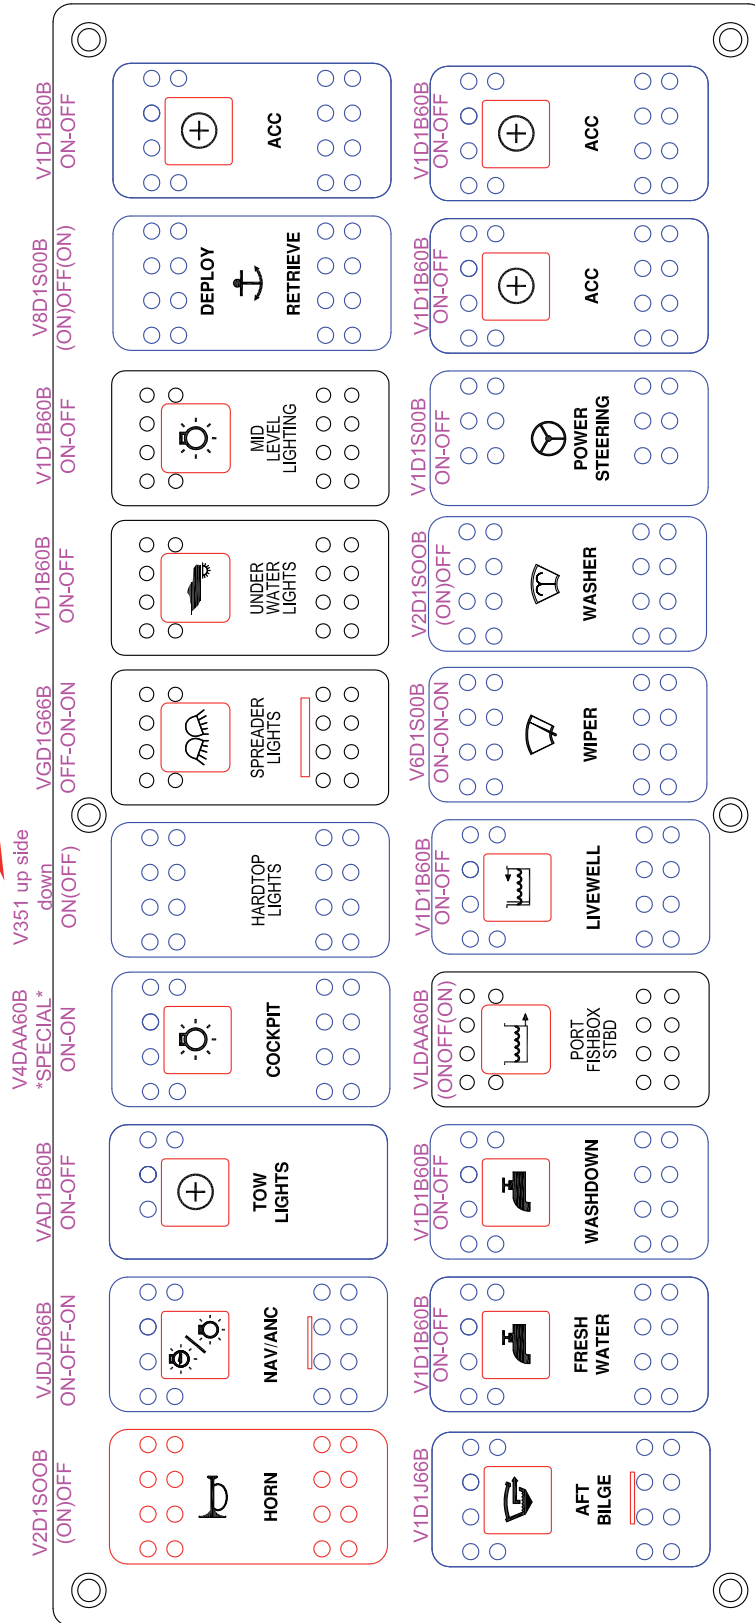 V2D1SOOB
(ON)OFF
HORN
VJDJD66B
ON-OFF-ON
NAV/ANC
VAD1B60B
ON-OFF
TOW
LIGHTS
V4DAA60B
*SPECIAL*
ON-ON
COCKPIT
V351 up side
down
ON(OFF)
HARDTOP
LIGHTS
VGD1G66B
OFF-ON-ON
SPREADER
LIGHTS
V1D1B60B
ON-OFF
UNDER
WATER
LIGHTS
V1D1B60B
ON-OFF
MID
LEVEL
LIGHTING
V8D1S00B
(ON)OFF(ON)
DEPLOY
RETRIEVE
V1D1B60B
ON-OFF
ACC
V1D1J66B
AFT
BILGE
V1D1B60B
ON-OFF
FRESH
WATER
V1D1B60B
ON-OFF
WASHDOWN
VLDAA60B
(ONOFF(ON)
PORT
FISHBOX
STBD
V1D1B60B
ON-OFF
LIVEWELL
V6D1S00B
ON-ON-ON
WIPER
V2D1SOOB
(ON)OFF
WASHER
V1D1S00B
ON-OFF
POWER
STEERING
V1D1B60B
ON-OFF
ACC
V1D1B60B
ON-OFF
ACC